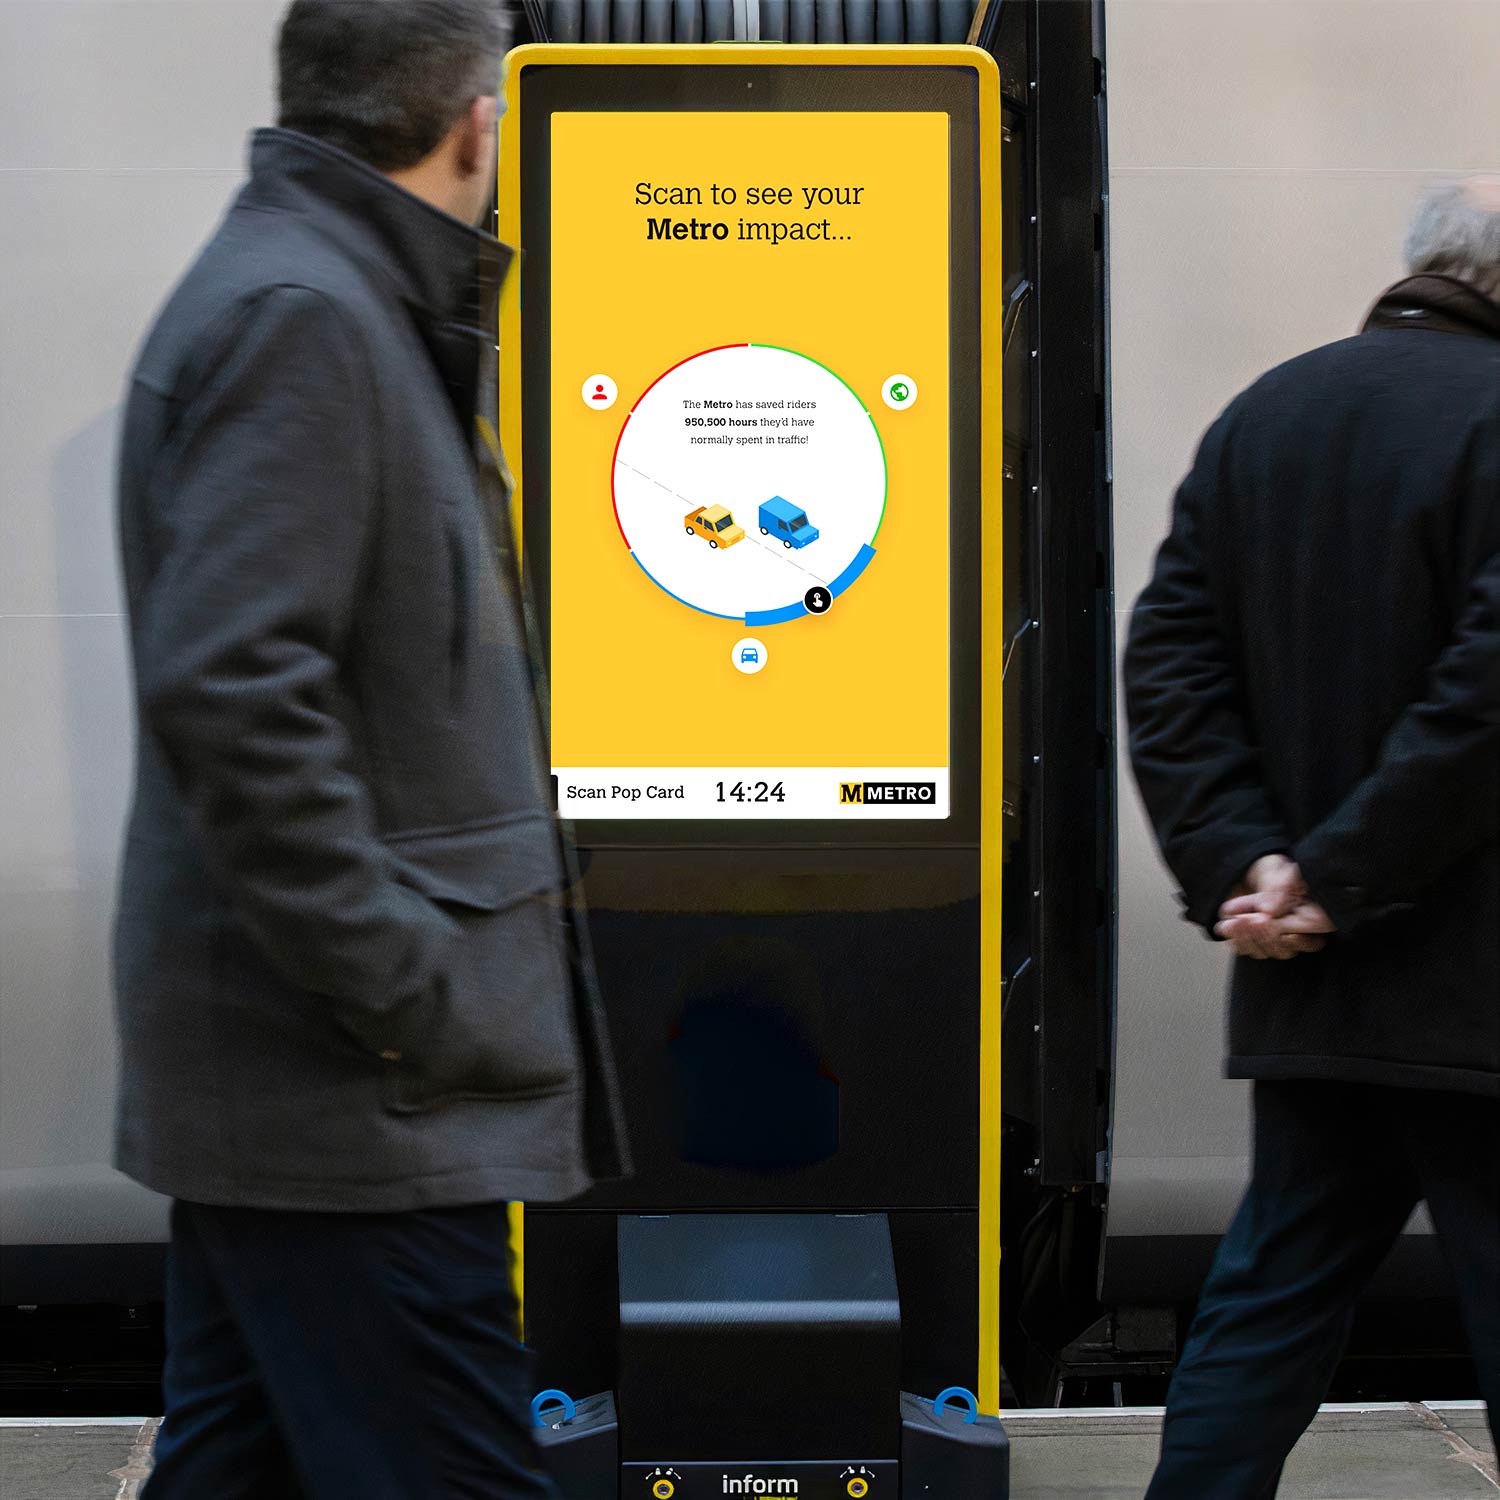 Scan to see your
Metro impact...
The Metro has saved riders
950,500 hours they'd have
normally spent in traffic!
Scan Pop Card
14:24
M METRO
inform